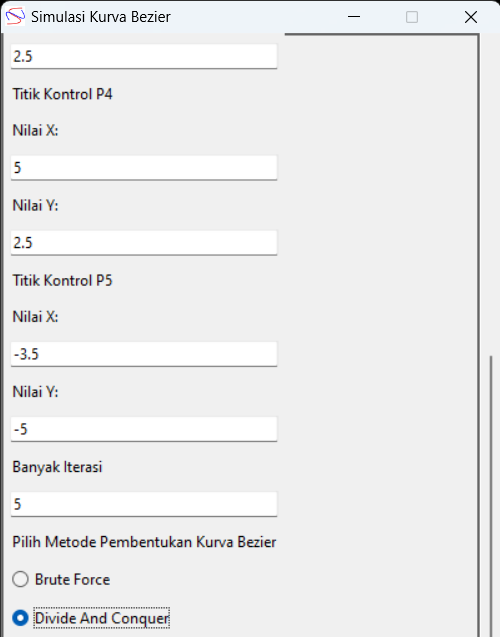 Simulasi Kurva Bezier
2.5
Titik Kontrol P4
Nilai X:
5
Nilai Y:
2.5
Titik Kontrol P5
Nilai X:
-3.5
Nilai Y:
-5
Banyak Iterasi
5
Pilih Metode Pembentukan Kurva Bezier
Brute Force
Divide And Conquer